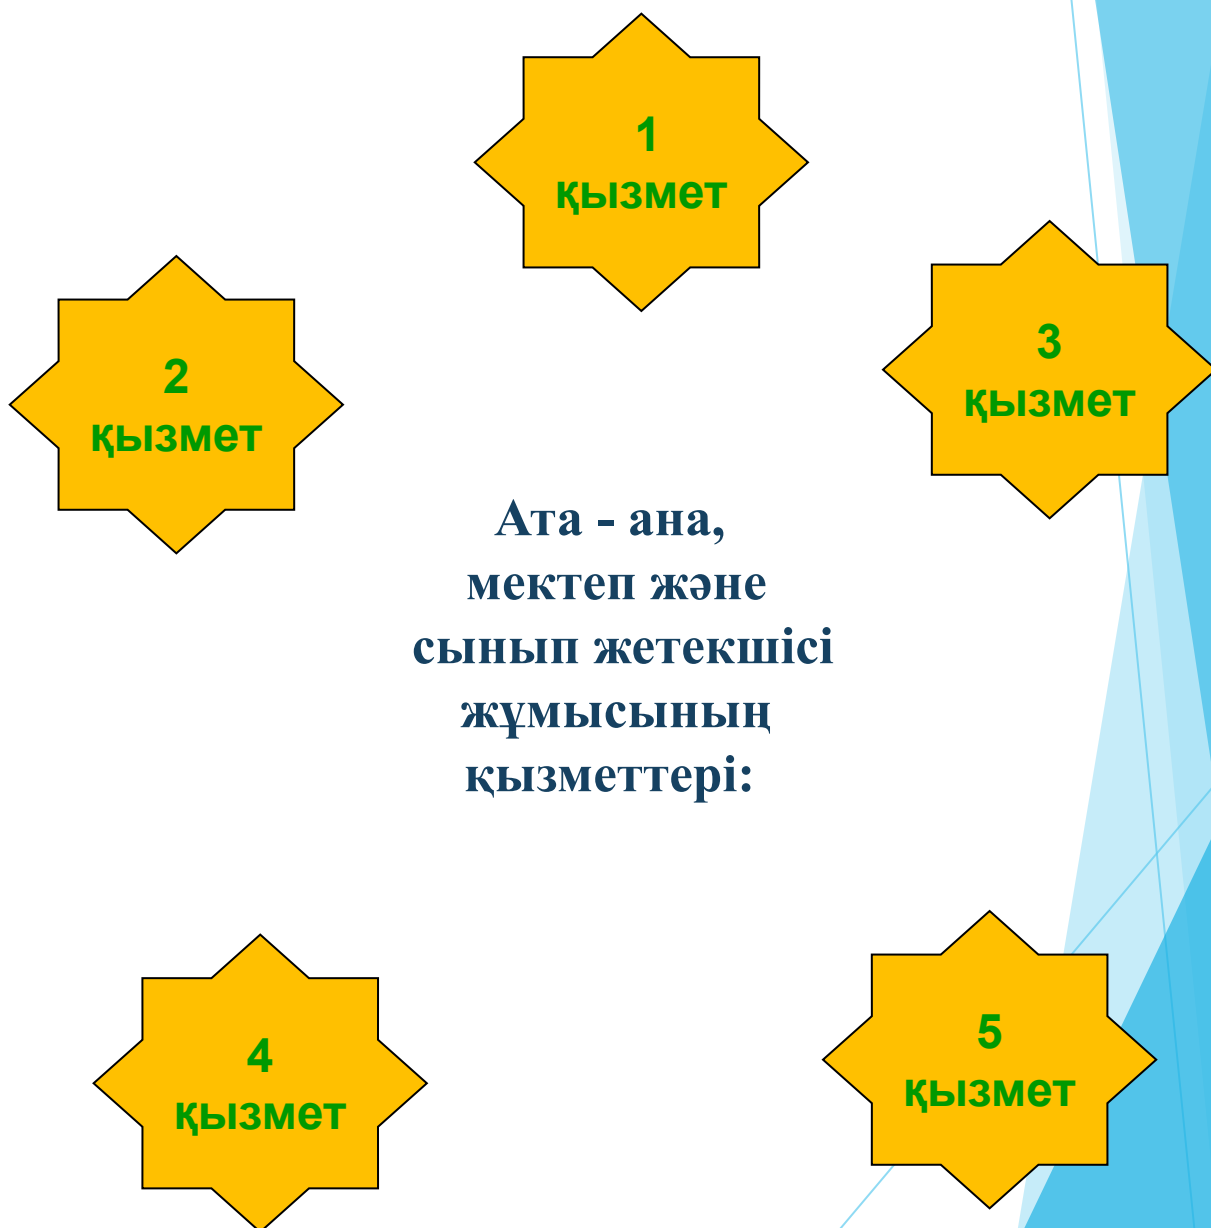 1
қызмет
2
қызмет
3
қызмет
Ата - ана,
мектеп және
сынып жетекшісі
жұмысының
қызметтері:
4
қызмет
5
қызмет